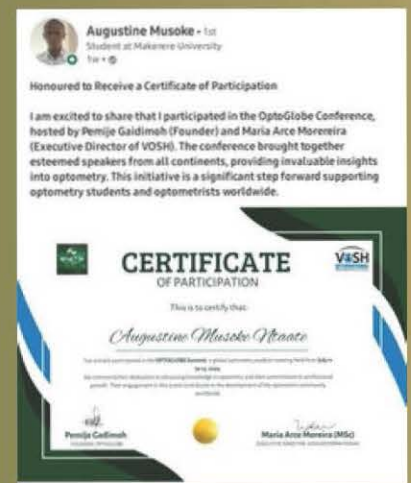 Augustine Musoke • 1st
Student at Makerere University
1w •
Honoured to Receive a Certificate of Participation
I am excited to share that I participated in the OptoGlobe Conference,
hosted by Pemije Gaidimoh (Founder) and Maria Arce Morereira
(Executive Director of VOSH). The conference brought together
esteemed speakers from all continents, providing invaluable insights
into optometry. This initiative is a significant step forward supporting
optometry students and optometrists worldwide.
VOSH
CERTIFICATE
OF PARTICIPATION
This is to certify that:
Augustine Musoke Ntaate
Pemija Gadimoh
Maria Arce Moreira (MSc)